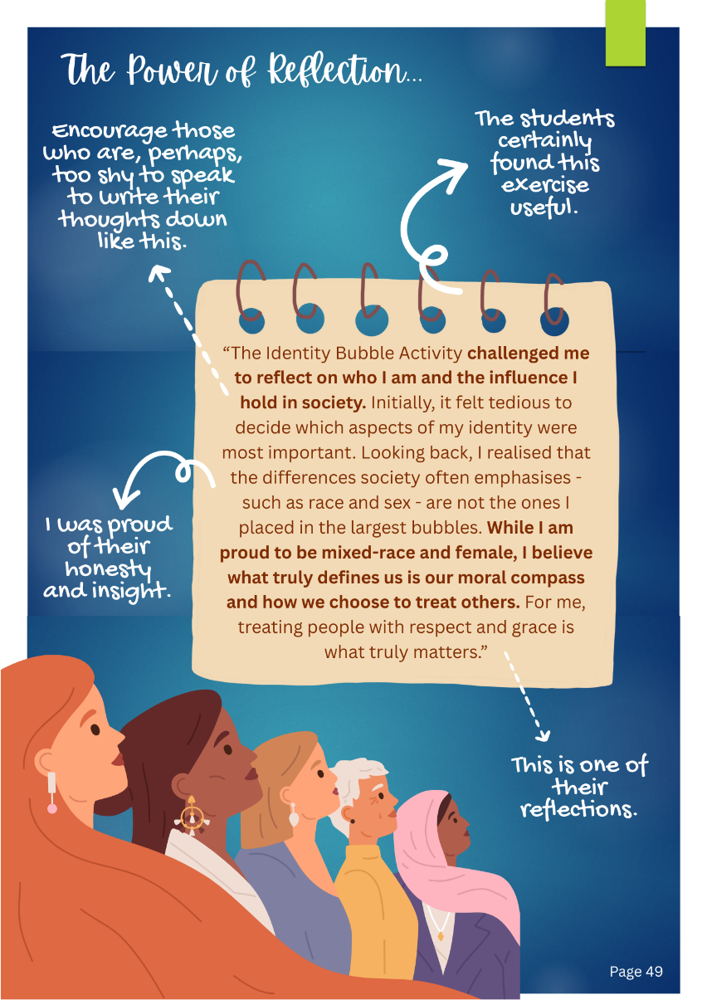 The Power of Reflection...
Encourage those
who are, perhaps,
too shy to speak
to write their
thoughts down
like this.
The students
certainly
found this
exercise
useful.
“The Identity Bubble Activity challenged me
to reflect on who I am and the influence I
hold in society. Initially, it felt tedious to
decide which aspects of my identity were
most important. Looking back, I realised that
the differences society often emphasises -
such as race and sex - are not the ones I
placed in the largest bubbles. While I am
proud to be mixed-race and female, I believe
what truly defines us is our moral compass
and how we choose to treat others. For me,
treating people with respect and grace is
what truly matters.”
I was proud
of their
honesty
and insight.
This is one of
their
reflections.
Page 49